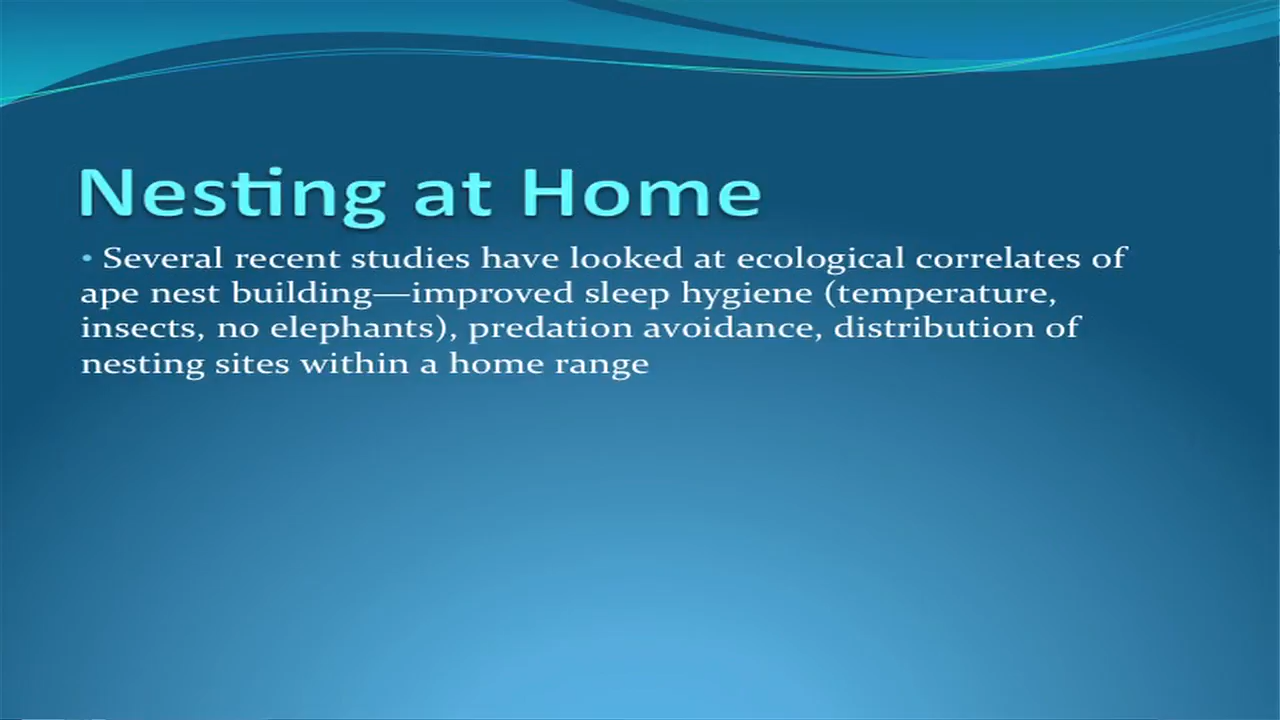 Nesting at Home
• Several recent studies have looked at ecological correlates of
ape nest building—improved sleep hygiene (temperature,
insects, no elephants), predation avoidance, distribution of
nesting sites within a home range